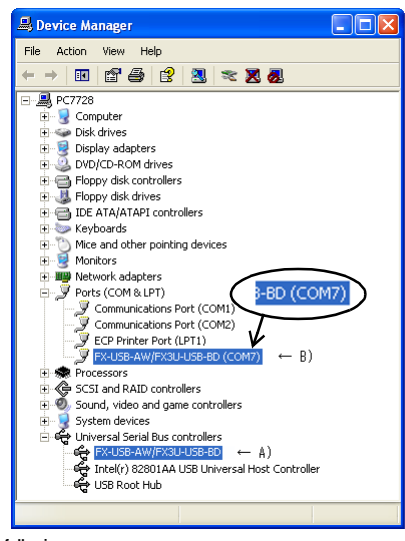 Device Manager
File Action View Help
PC7728
Computer
Disk drives
Display adapters
DVD/CD-ROM drives
Floppy disk controllers
Floppy disk drives
IDE ATA/ATAPI controllers
Keyboards
Mice and other pointing devices
Monitors
Network adapters
Ports (COM & LPT)
3-BD (COM7)
Communications Port (COM1)
Communications Port (COM2)
ECP Printer Port (LPT1)
FX-USB-AW/FX3U-USB-BD (COM7) ← B)
Processors
SCSI and RAID controllers
Sound, video and game controllers
System devices
Universal Serial Bus controllers
FX-USB-AW/FX3U-USB-BD ← A)
Intel(r) 82801AA USB Universal Host Controller
USB Root Hub